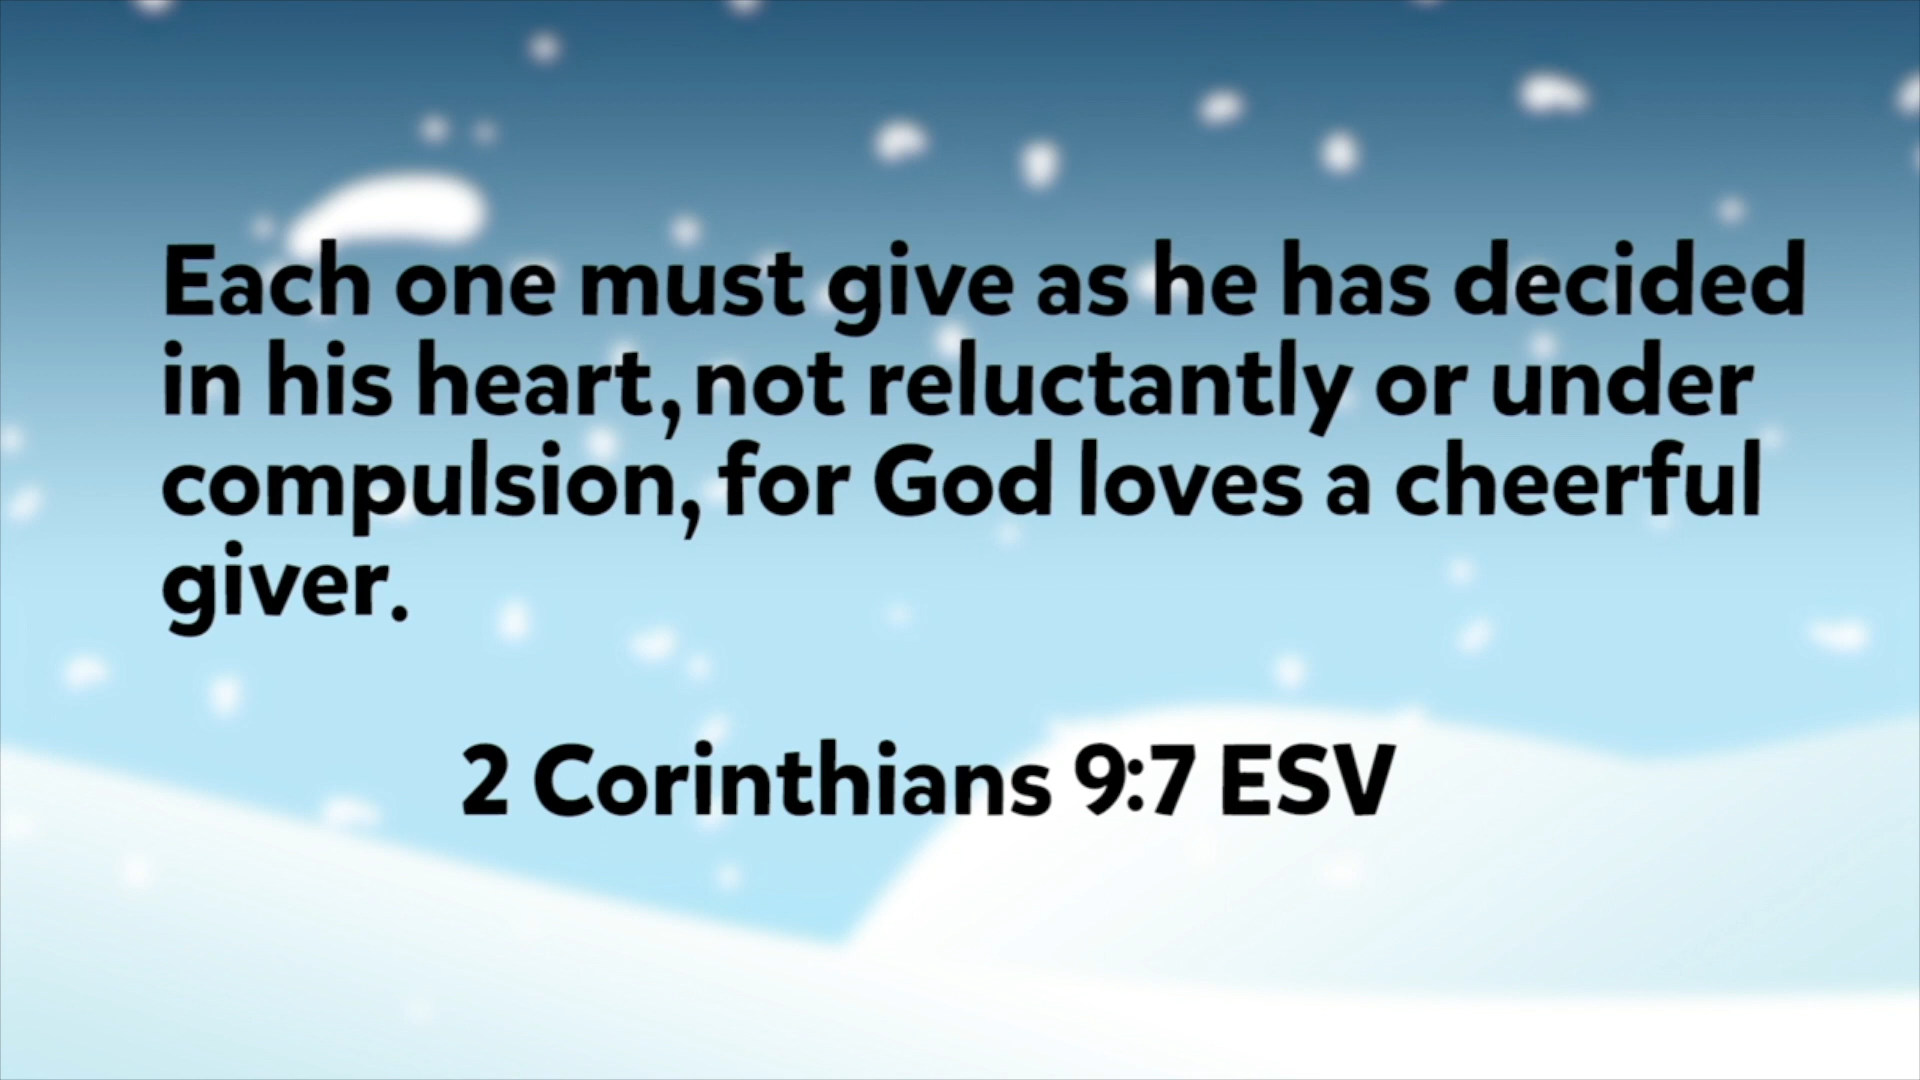 Each one must give as he has decided
in his heart, not reluctantly or under
compulsion, for God loves a cheerful
giver.
2 Corinthians 9:7 ESV